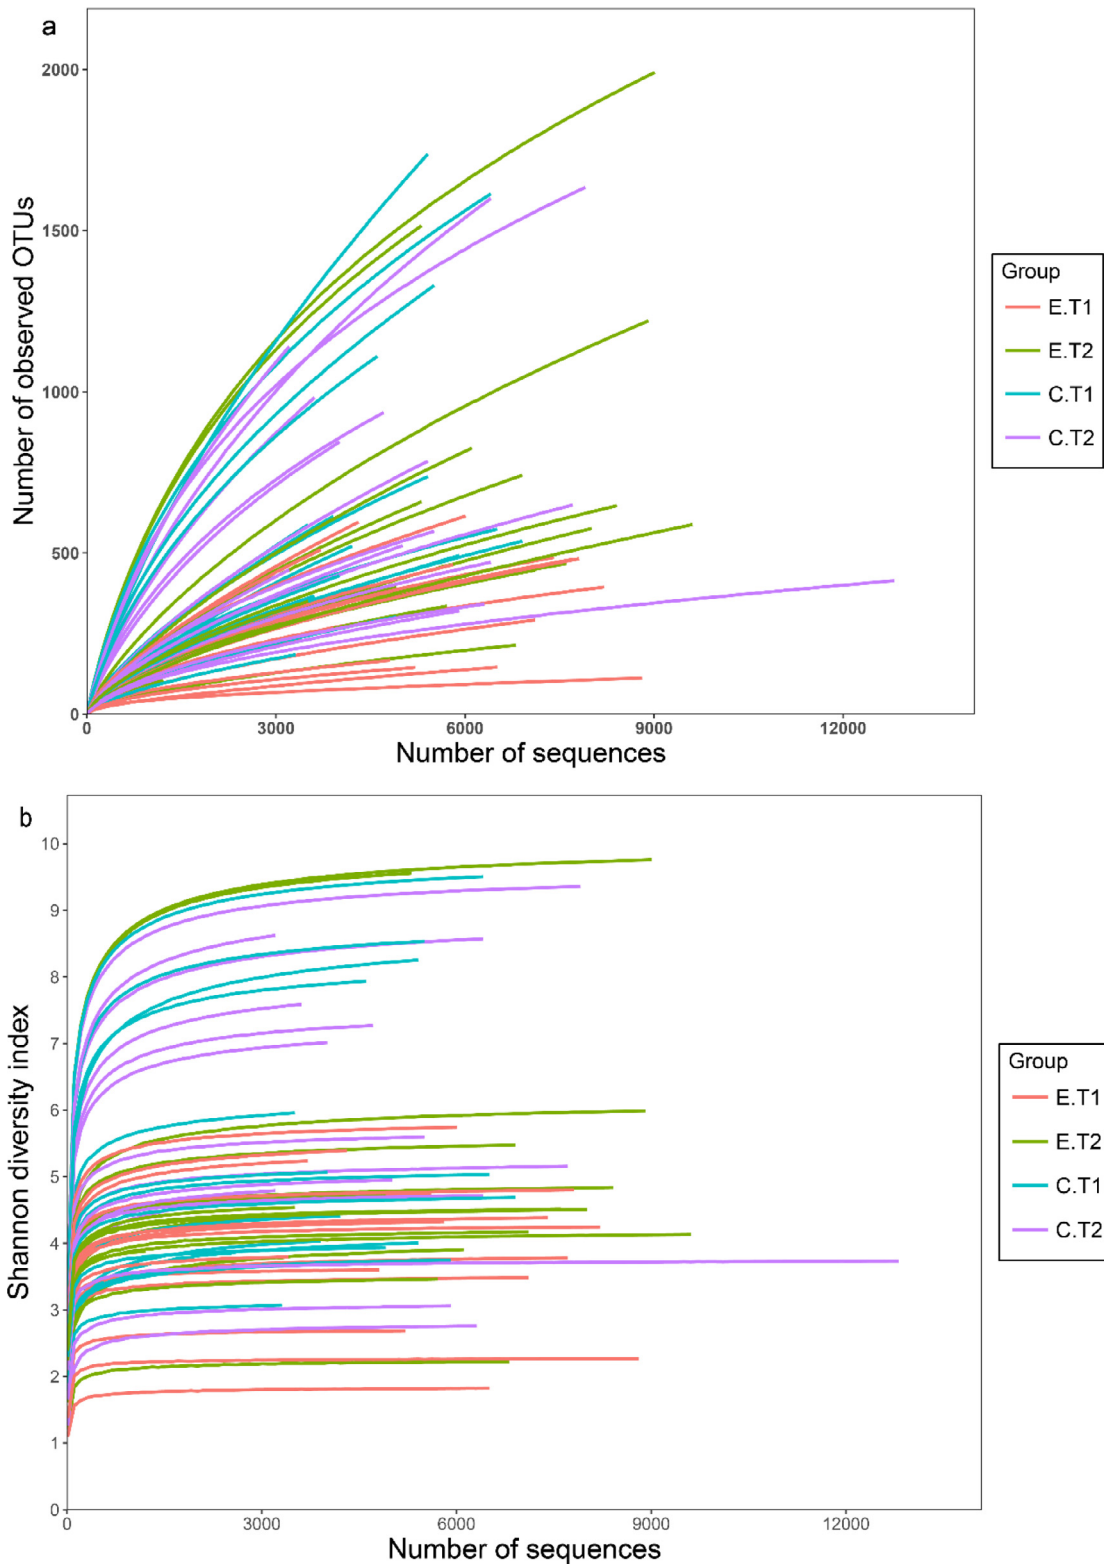 a
2000
1500
1000
500
0
Number of observed OTUs
0 3000 6000 9000 12000
Number of sequences
Group
E.T1
E.T2
C.T1
C.T2
b
10
9
8
7
6
5
4
3
2
1
0
Shannon diversity index
0 3000 6000 9000 12000
Number of sequences
Group
E.T1
E.T2
C.T1
C.T2